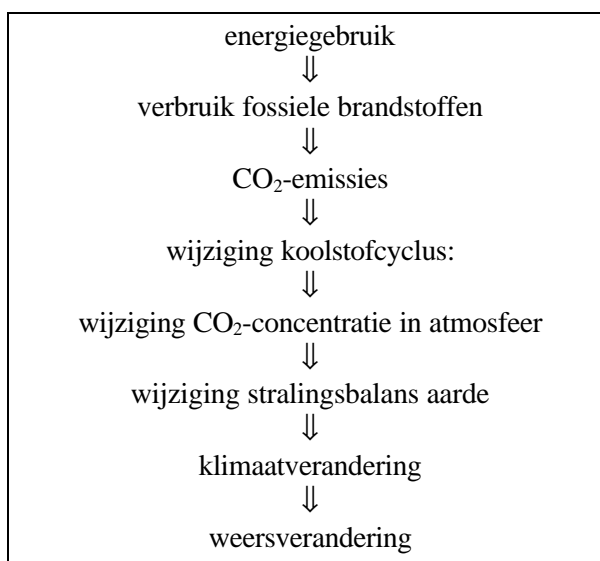 energiegebruik
⇓
verbruik fossiele brandstoffen
⇓
CO₂-emissies
⇓
wijziging koolstofcyclus:
⇓
wijziging CO₂-concentratie in atmosfeer
⇓
wijziging stralingsbalans aarde
⇓
klimaatverandering
⇓
weersverandering